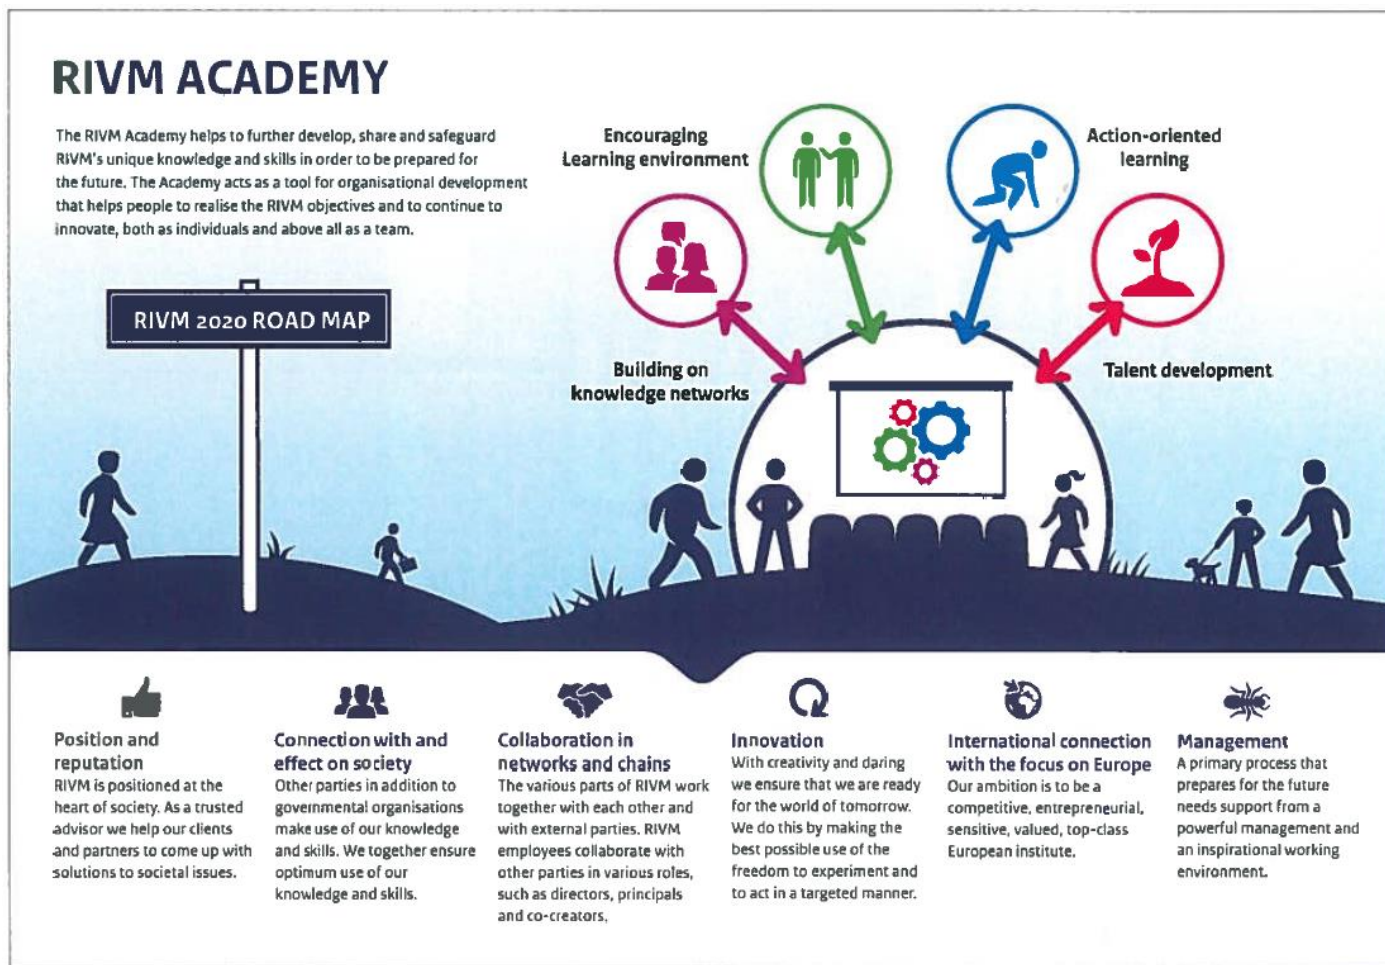 RIVM ACADEMY
The RIVM Academy helps to further develop, share and safeguard
RIVM's unique knowledge and skills in order to be prepared for
the future. The Academy acts as a tool for organisational development
that helps people to realise the RIVM objectives and to continue to
innovate, both as individuals and above all as a team.
Encouraging
Learning environment
Action-oriented
learning
RIVM 2020 ROAD MAP
Building on
knowledge networks
Talent development
Position and
reputation
RIVM is positioned at the
heart of society. As a trusted
advisor we help our clients
and partners to come up with
solutions to societal issues.
Connection with and
effect on society
Other parties in addition to
governmental organisations
make use of our knowledge
and skills. We together ensure
optimum use of our
knowledge and skills.
Collaboration in
networks and chains
The various parts of RIVM work
together with each other and
with external parties. RIVM
employees collaborate with
other parties in various roles,
such as directors, principals
and co-creators.
Innovation
With creativity and daring
we ensure that we are ready
for the world of tomorrow.
We do this by making the
best possible use of the
freedom to experiment and
to act in a targeted manner.
International connection
with the focus on Europe
Our ambition is to be a
competitive, entrepreneurial,
sensitive, valued, top-class
European institute.
Management
A primary process that
prepares for the future
needs support from a
powerful management and
an inspirational working
environment.